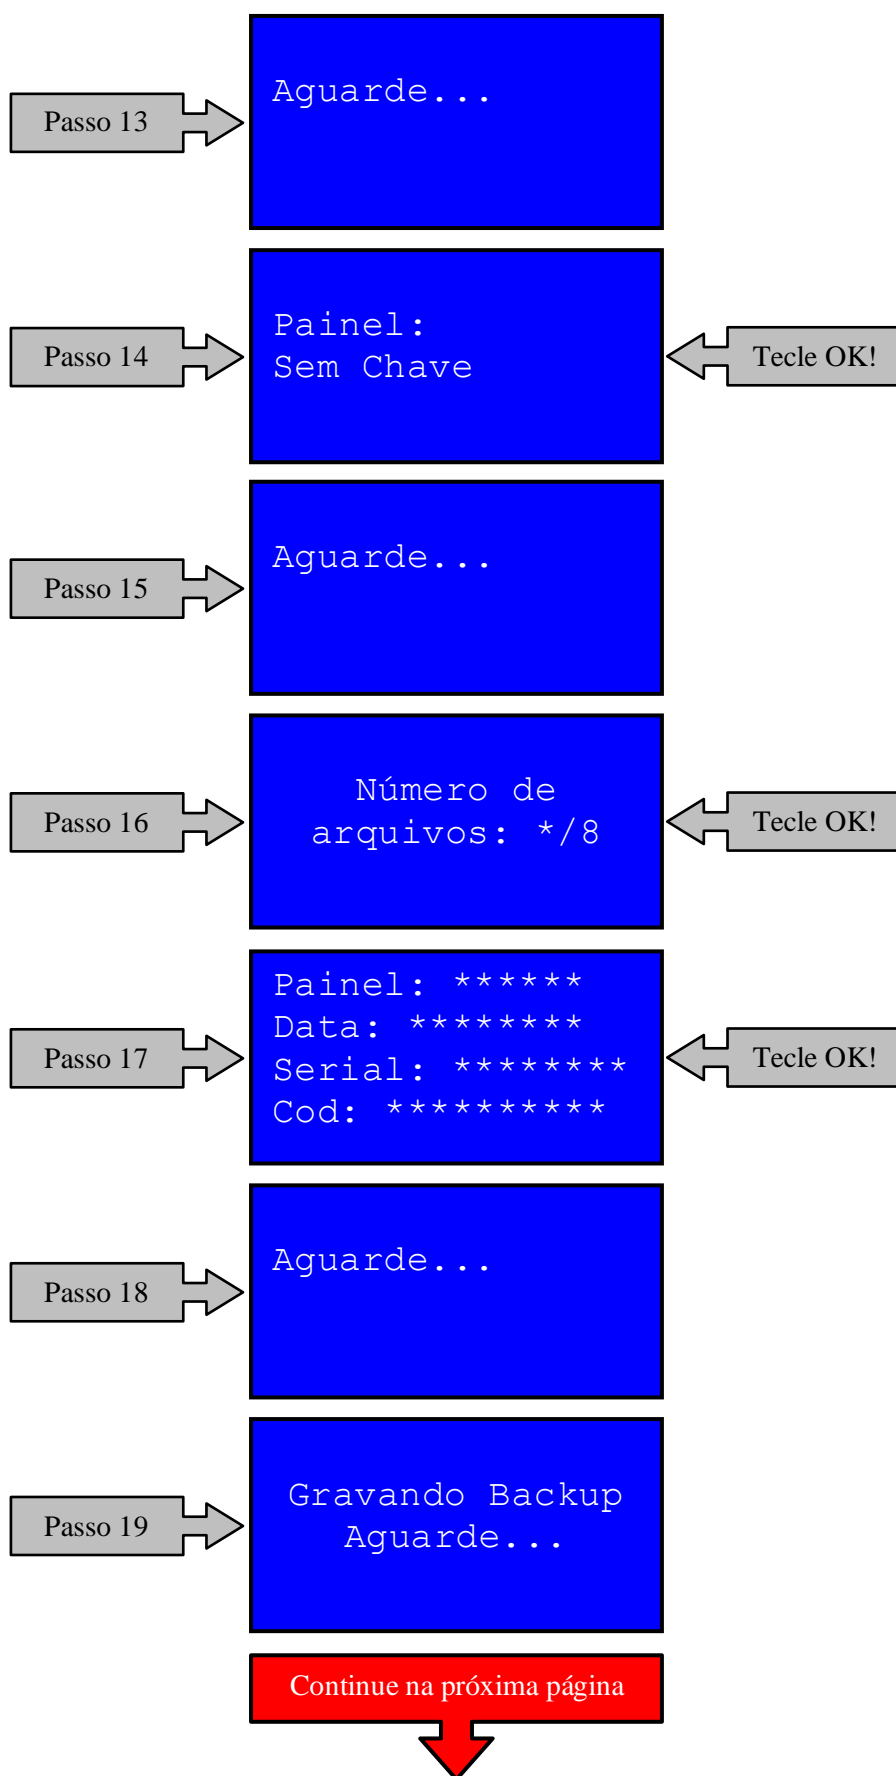 Passo 13
Aguarde...
Passo 14
Painel:
Sem Chave
Tecle OK!
Passo 15
Aguarde...
Passo 16
Número de
arquivos: */8
Tecle OK!
Passo 17
Painel: ******
Data: ********
Serial: ********
Cod: **********
Tecle OK!
Passo 18
Aguarde...
Passo 19
Gravando Backup
Aguarde...
Continue na próxima página